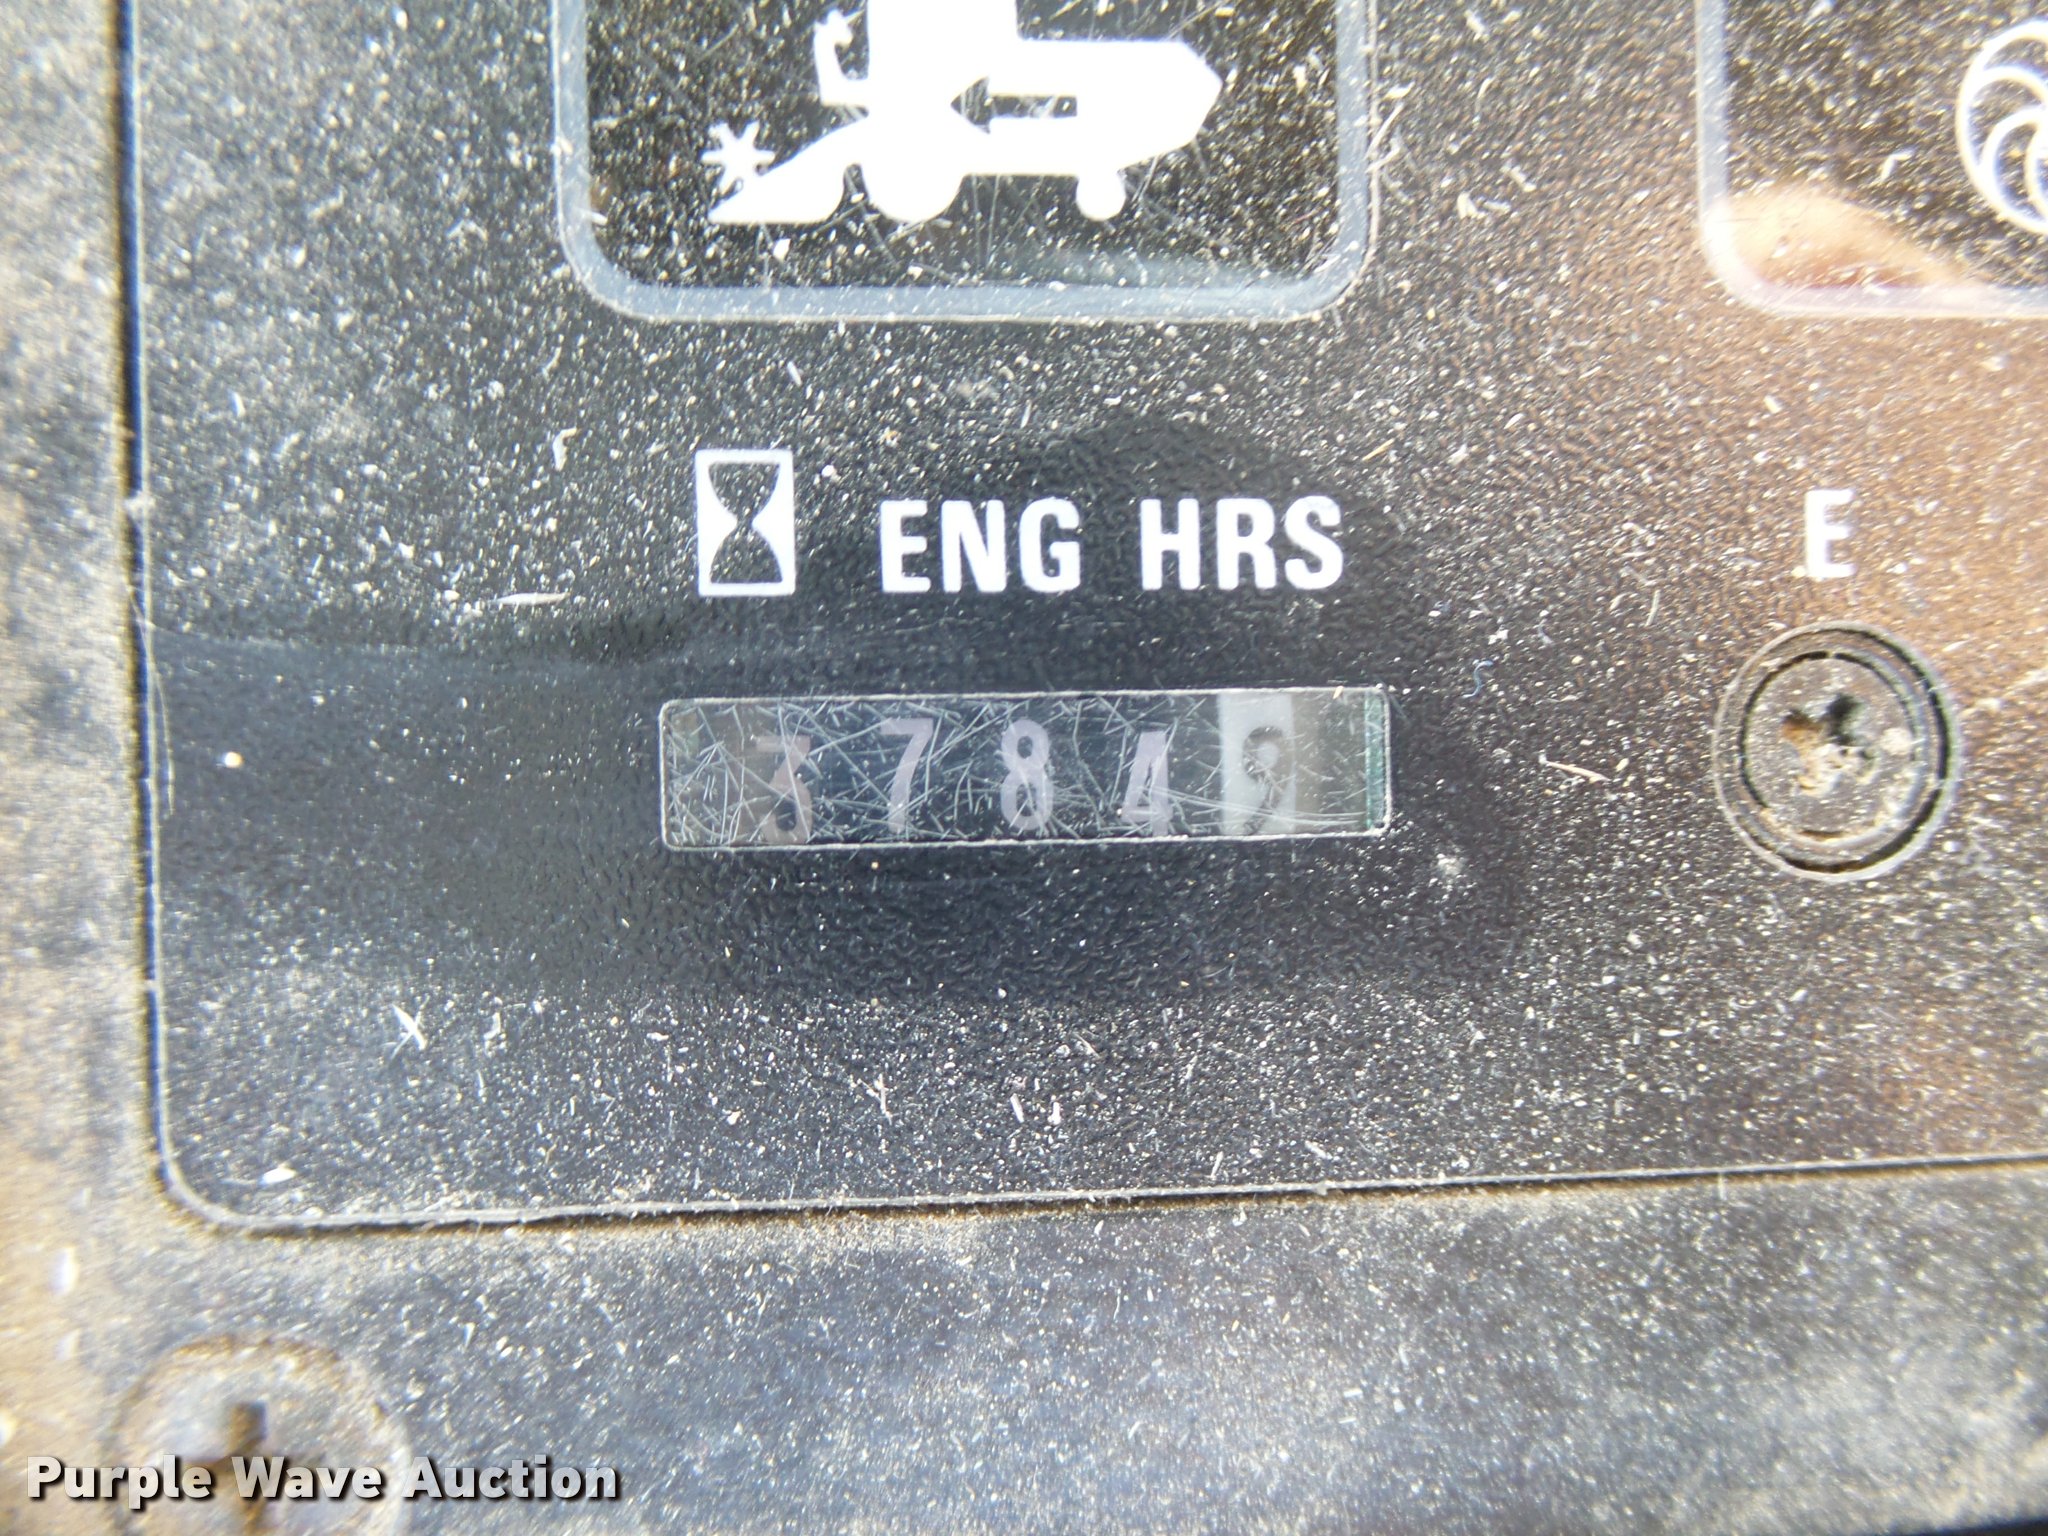 ENG HRS
E
37849
Purple Wave Auction